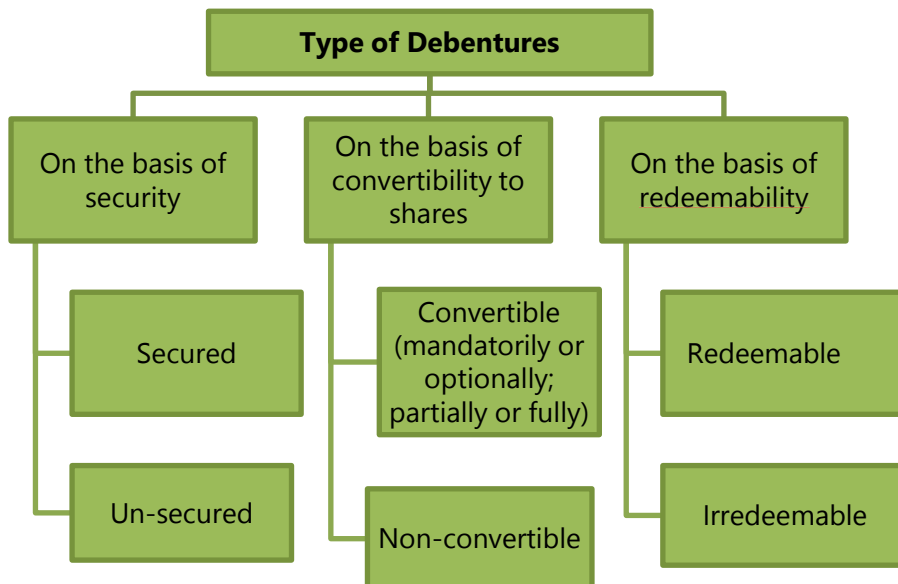 Type of Debentures
On the basis of
security
On the basis of
convertibility to
shares
On the basis of
redeemability
Secured
Un-secured
Convertible
(mandatorily or
optionally;
partially or fully)
Non-convertible
Redeemable
Irredeemable